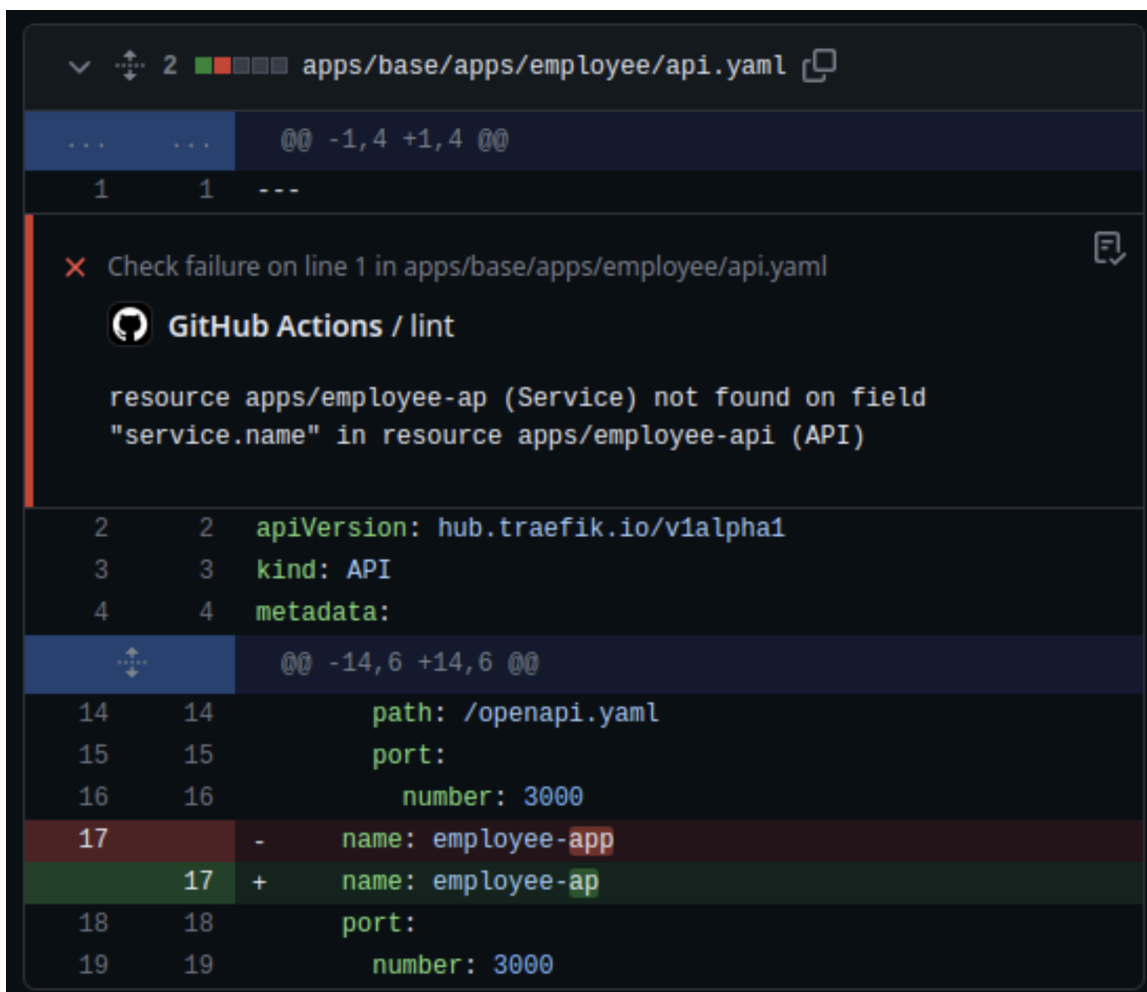 2 apps/base/apps/employee/api.yaml
... ... @@ -1,4 +1,4 @@
1 1 ---
Check failure on line 1 in apps/base/apps/employee/api.yaml
GitHub Actions / lint
resource apps/employee-ap (Service) not found on field
"service.name" in resource apps/employee-api (API)
2 2 apiVersion: hub.traefik.io/v1alpha1
3 3 kind: API
4 4 metadata:
@@ -14,6 +14,6 @@
14 14 path: /openapi.yaml
15 15 port:
16 16 number: 3000
17 - name: employee-app
17 + name: employee-ap
18 18 port:
19 19 number: 3000